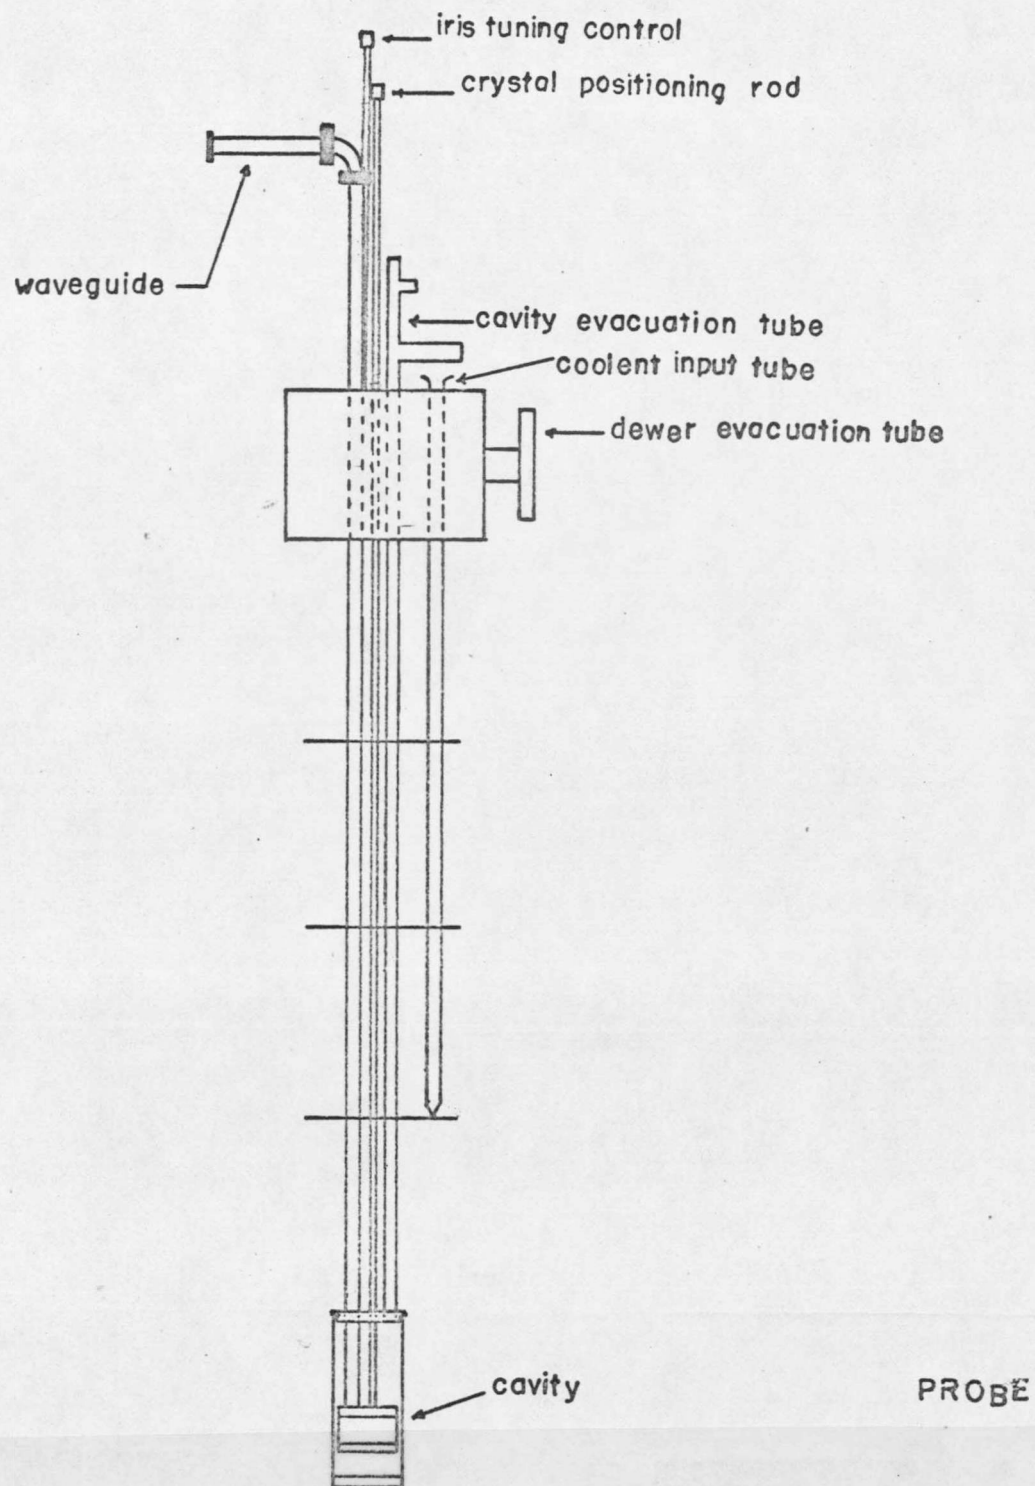 iris tuning control
crystal positioning rod
waveguide
cavity evacuation tube
coolent input tube
dewer evacuation tube
cavity
PROBE